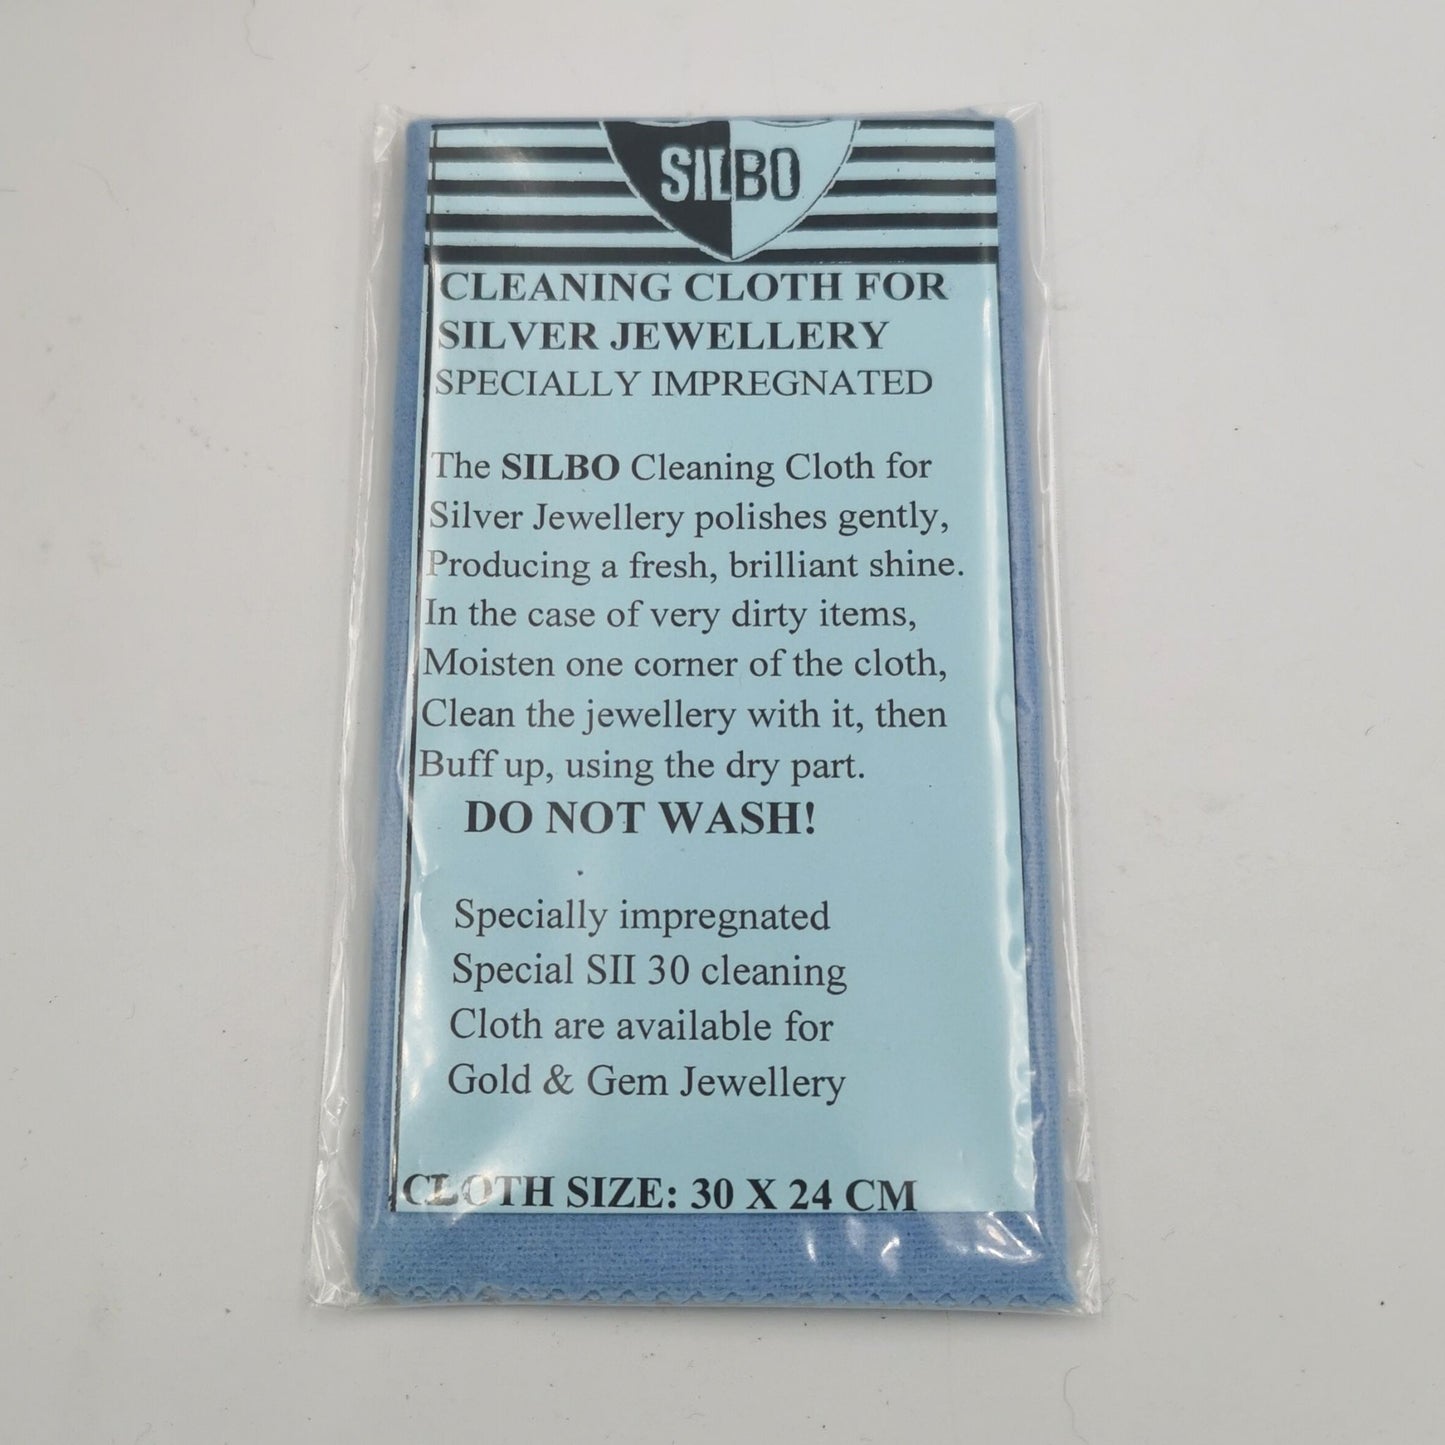 SILBO
CLEANING CLOTH FOR
SILVER JEWELLERY
SPECIALLY IMPREGNATED
The SILBO Cleaning Cloth for
Silver Jewellery polishes gently,
Producing a fresh, brilliant shine.
In the case of very dirty items,
Moisten one corner of the cloth,
Clean the jewellery with it, then
Buff up, using the dry part.
DO NOT WASH!
Specially impregnated
Special SII 30 cleaning
Cloth are available for
Gold & Gem Jewellery
CLOTH SIZE: 30 X 24 CM